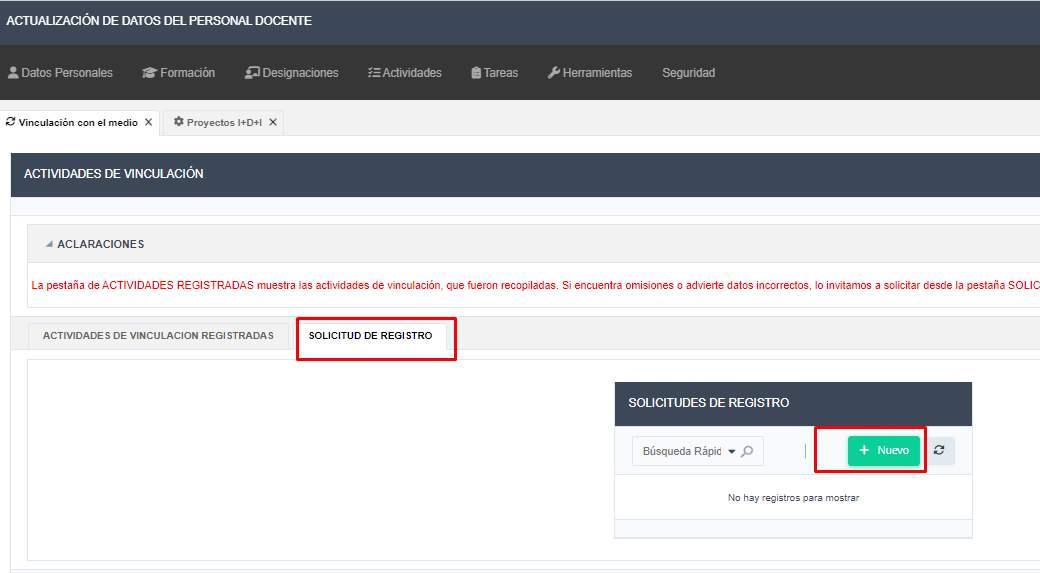 ACTUALIZACIÓN DE DATOS DEL PERSONAL DOCENTE
Datos Personales Formación Designaciones Actividades Tareas Herramientas Seguridad
Vinculación con el medio Proyectos I+D+I
ACTIVIDADES DE VINCULACIÓN
ACLARACIONES
La pestaña de ACTIVIDADES REGISTRADAS muestra las actividades de vinculación, que fueron recopiladas. Si encuentra omisiones o advierte datos incorrectos, lo invitamos a solicitar desde la pestaña SOLIC
ACTIVIDADES DE VINCULACION REGISTRADAS SOLICITUD DE REGISTRO
SOLICITUDES DE REGISTRO
Búsqueda Rápid + Nuevo
No hay registros para mostrar